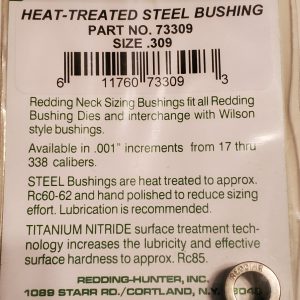 HEAT-TREATED STEEL BUSHING
PART NO. 73309
SIZE .309
6 11760 73309 3
Redding Neck Sizing Bushings fit all Redding
Bushing Dies and interchange with Wilson
style bushings.
Available in .001" increments from 17 thru
338 calibers.
STEEL Bushings are heat treated to approx.
Rc60-62 and hand polished to reduce sizing
effort. Lubrication is recommended.
TITANIUM NITRIDE surface treatment tech-
nology increases the lubricity and effective
surface hardness to approx. Rc85.
REDDING-HUNTER, INC.
1089 STARR RD./CORTLAND, N.Y.